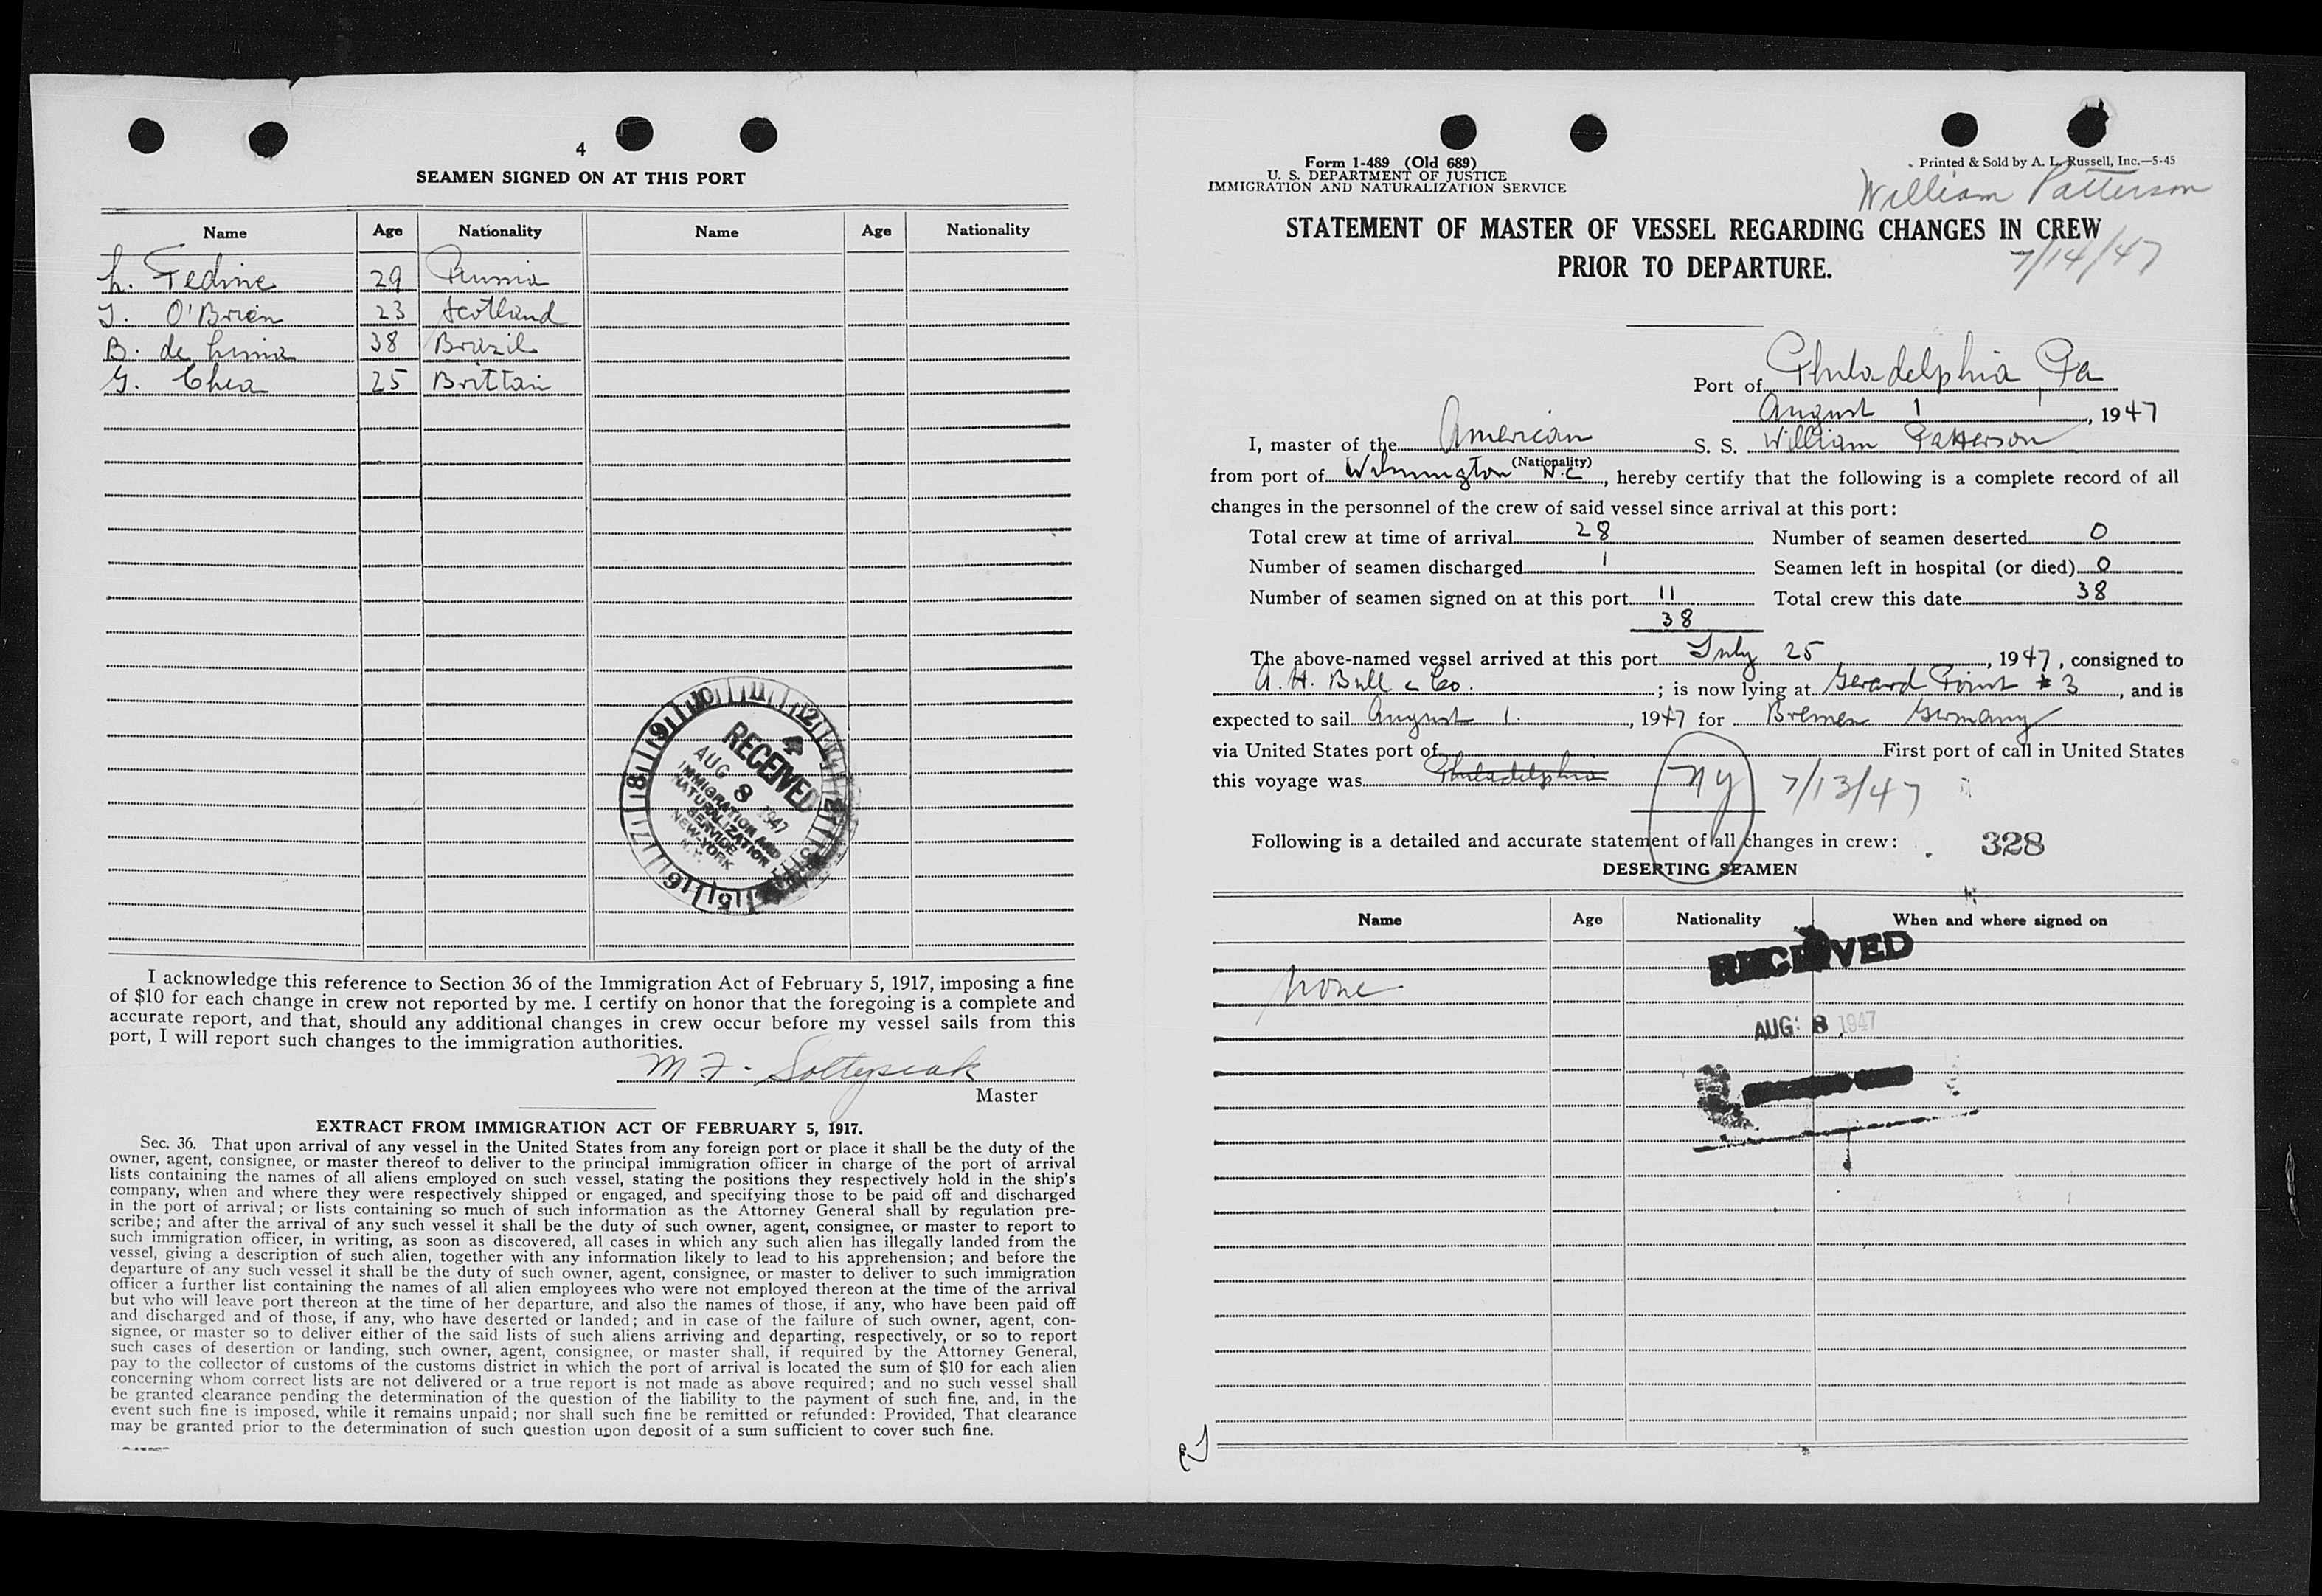 4
SEAMEN SIGNED ON AT THIS PORT
Name Age Nationality Name Age Nationality
L. Fedine 29 Russia
J. O'Brien 23 Scotland
B. de Lima 38 Brazil
G. Chea 25 Brittain
RECEIVED
AUG 8 1947
IMMIGRATION AND
NATURALIZATION
SERVICE
NEW-YORK
N.Y.
I acknowledge this reference to Section 36 of the Immigration Act of February 5, 1917, imposing a fine
of $10 for each change in crew not reported by me. I certify on honor that the foregoing is a complete and
accurate report, and that, should any additional changes in crew occur before my vessel sails from this
port, I will report such changes to the immigration authorities.
M. F. Soltysiak
Master
EXTRACT FROM IMMIGRATION ACT OF FEBRUARY 5, 1917.
Sec. 36. That upon arrival of any vessel in the United States from any foreign port or place it shall be the duty of the
owner, agent, consignee, or master thereof to deliver to the principal immigration officer in charge of the port of arrival
lists containing the names of all aliens employed on such vessel, stating the positions they respectively hold in the ship's
company, when and where they were respectively shipped or engaged, and specifying those to be paid off and discharged
in the port of arrival; or lists containing so much of such information as the Attorney General shall by regulation pre-
scribe; and after the arrival of any such vessel it shall be the duty of such owner, agent, consignee, or master to report to
such immigration officer, in writing, as soon as discovered, all cases in which any such alien has illegally landed from the
vessel, giving a description of such alien, together with any information likely to lead to his apprehension; and before the
departure of any such vessel it shall be the duty of such owner, agent, consignee, or master to deliver to such immigration
officer a further list containing the names of all alien employees who were not employed thereon at the time of the arrival
but who will leave port thereon at the time of her departure, and also the names of those, if any, who have been paid off
and discharged and of those, if any, who have deserted or landed; and in case of the failure of such owner, agent, con-
signee, or master so to deliver either of the said lists of such aliens arriving and departing, respectively, or so to report
such cases of desertion or landing, such owner, agent, consignee, or master shall, if required by the Attorney General,
pay to the collector of customs of the customs district in which the port of arrival is located the sum of $10 for each alien
concerning whom correct lists are not delivered or a true report is not made as above required; and no such vessel shall
be granted clearance pending the determination of the question of the liability to the payment of such fine, and, in the
event such fine is imposed, while it remains unpaid; nor shall such fine be remitted or refunded: Provided, That clearance
may be granted prior to the determination of such question upon deposit of a sum sufficient to cover such fine.
Form 1-489 (Old 689)
U. S. DEPARTMENT OF JUSTICE
IMMIGRATION AND NATURALIZATION SERVICE
Printed & Sold by A. L. Russell, Inc.—5-45
William Patterson
STATEMENT OF MASTER OF VESSEL REGARDING CHANGES IN CREW
PRIOR TO DEPARTURE.
7/14/47
Port of Philadelphia, Pa
August 1, 1947
I, master of the American S. S. William Patterson
(Nationality)
from port of Wilmington N.C, hereby certify that the following is a complete record of all
changes in the personnel of the crew of said vessel since arrival at this port:
Total crew at time of arrival 28 Number of seamen deserted 0
Number of seamen discharged 1 Seamen left in hospital (or died) 0
Number of seamen signed on at this port 11 Total crew this date 38
38
The above-named vessel arrived at this port July 25, 1947, consigned to
A. H. Bull & Co.; is now lying at Gerard Point #3, and is
expected to sail August 1., 1947 for Bremen Germany
via United States port of First port of call in United States
this voyage was Philadelphia NY 7/13/47
Following is a detailed and accurate statement of all changes in crew: 328
DESERTING SEAMEN
Name Age Nationality When and where signed on
RECEIVED
None
AUG 8 1947